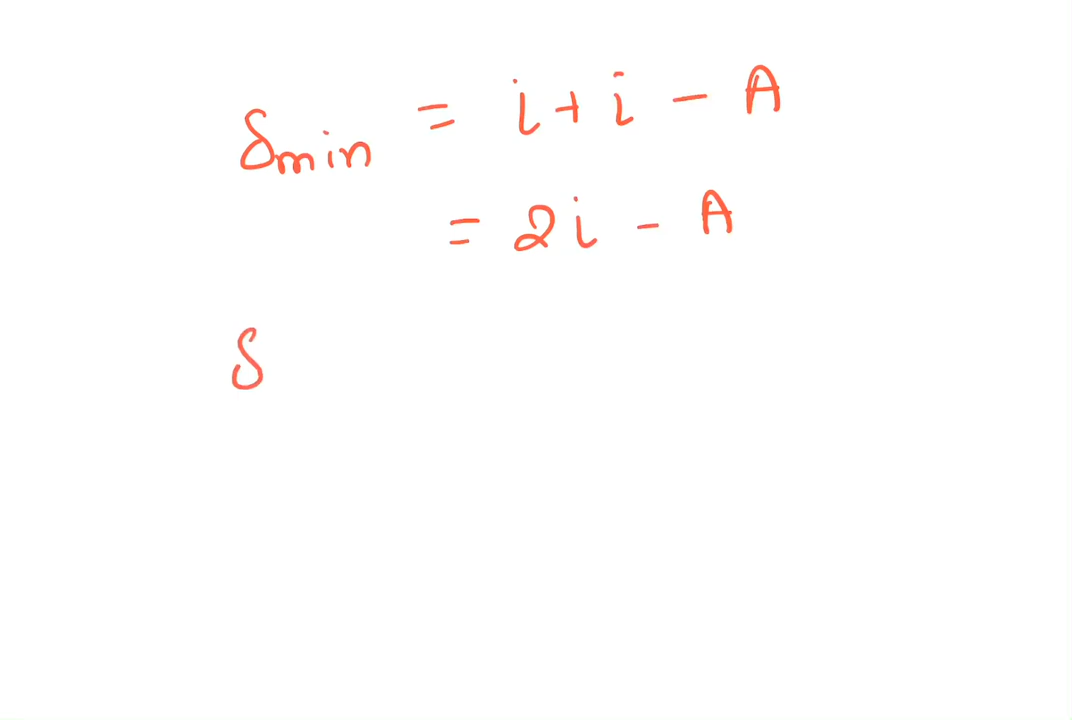 δmin = i + i - A
= 2i - A
δ